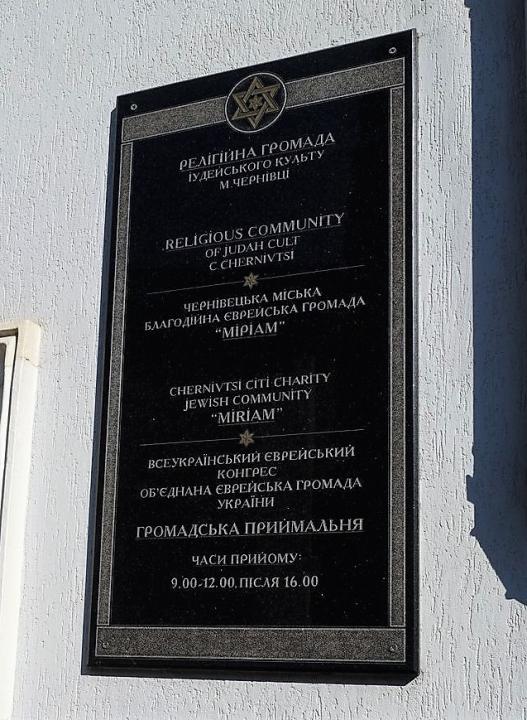 РЕЛІГІЙНА ГРОМАДА
ІУДЕЙСЬКОГО КУЛЬТУ
М.ЧЕРНІВЦІ
RELIGIOUS COMMUNITY
OF JUDAH CULT
C CHERNIVTSI
ЧЕРНІВЕЦЬКА МІСЬКА
БЛАГОДІЙНА ЄВРЕЙСЬКА ГРОМАДА
“МІРІАМ”
CHERNIVTSI CITI CHARITY
JEWISH COMMUNITY
“MIRIAM”
ВСЕУКРАЇНСЬКИЙ ЄВРЕЙСЬКИЙ
КОНГРЕС
ОБ’ЄДНАНА ЄВРЕЙСЬКА ГРОМАДА
УКРАЇНИ
ГРОМАДСЬКА ПРИЙМАЛЬНЯ
ЧАСИ ПРИЙОМУ:
9.00-12.00, ПІСЛЯ 16.00